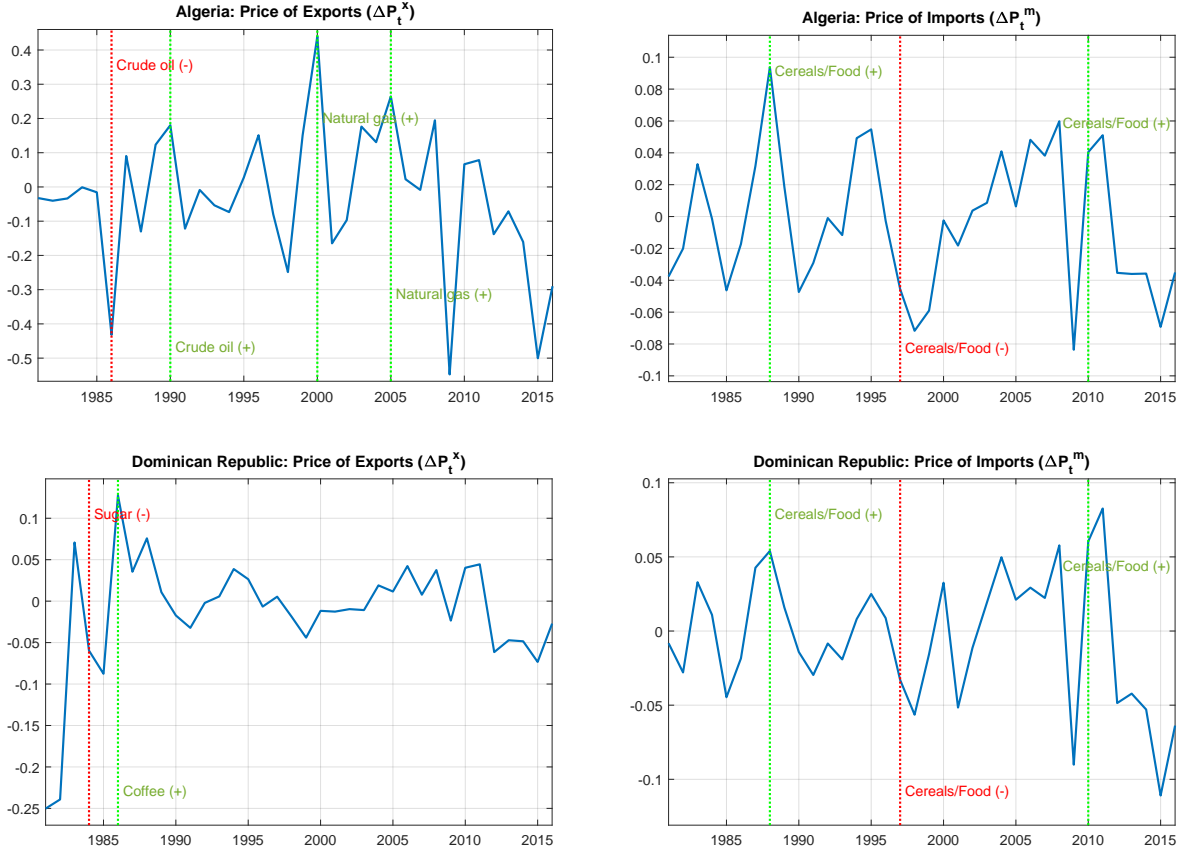 Algeria: Price of Exports (ΔP_t^x)
0.4
0.3
0.2
0.1
0
-0.1
-0.2
-0.3
-0.4
-0.5
Crude oil (-)
Natural gas (+)
Natural gas (+)
Crude oil (+)
1985 1990 1995 2000 2005 2010 2015
Algeria: Price of Imports (ΔP_t^m)
0.1
0.08
0.06
0.04
0.02
0
-0.02
-0.04
-0.06
-0.08
-0.1
Cereals/Food (+)
Cereals/Food (+)
Cereals/Food (-)
1985 1990 1995 2000 2005 2010 2015
Dominican Republic: Price of Exports (ΔP_t^x)
0.1
0.05
0
-0.05
-0.1
-0.15
-0.2
-0.25
Sugar (-)
Coffee (+)
1985 1990 1995 2000 2005 2010 2015
Dominican Republic: Price of Imports (ΔP_t^m)
0.1
0.05
0
-0.05
-0.1
Cereals/Food (+)
Cereals/Food (+)
Cereals/Food (-)
1985 1990 1995 2000 2005 2010 2015